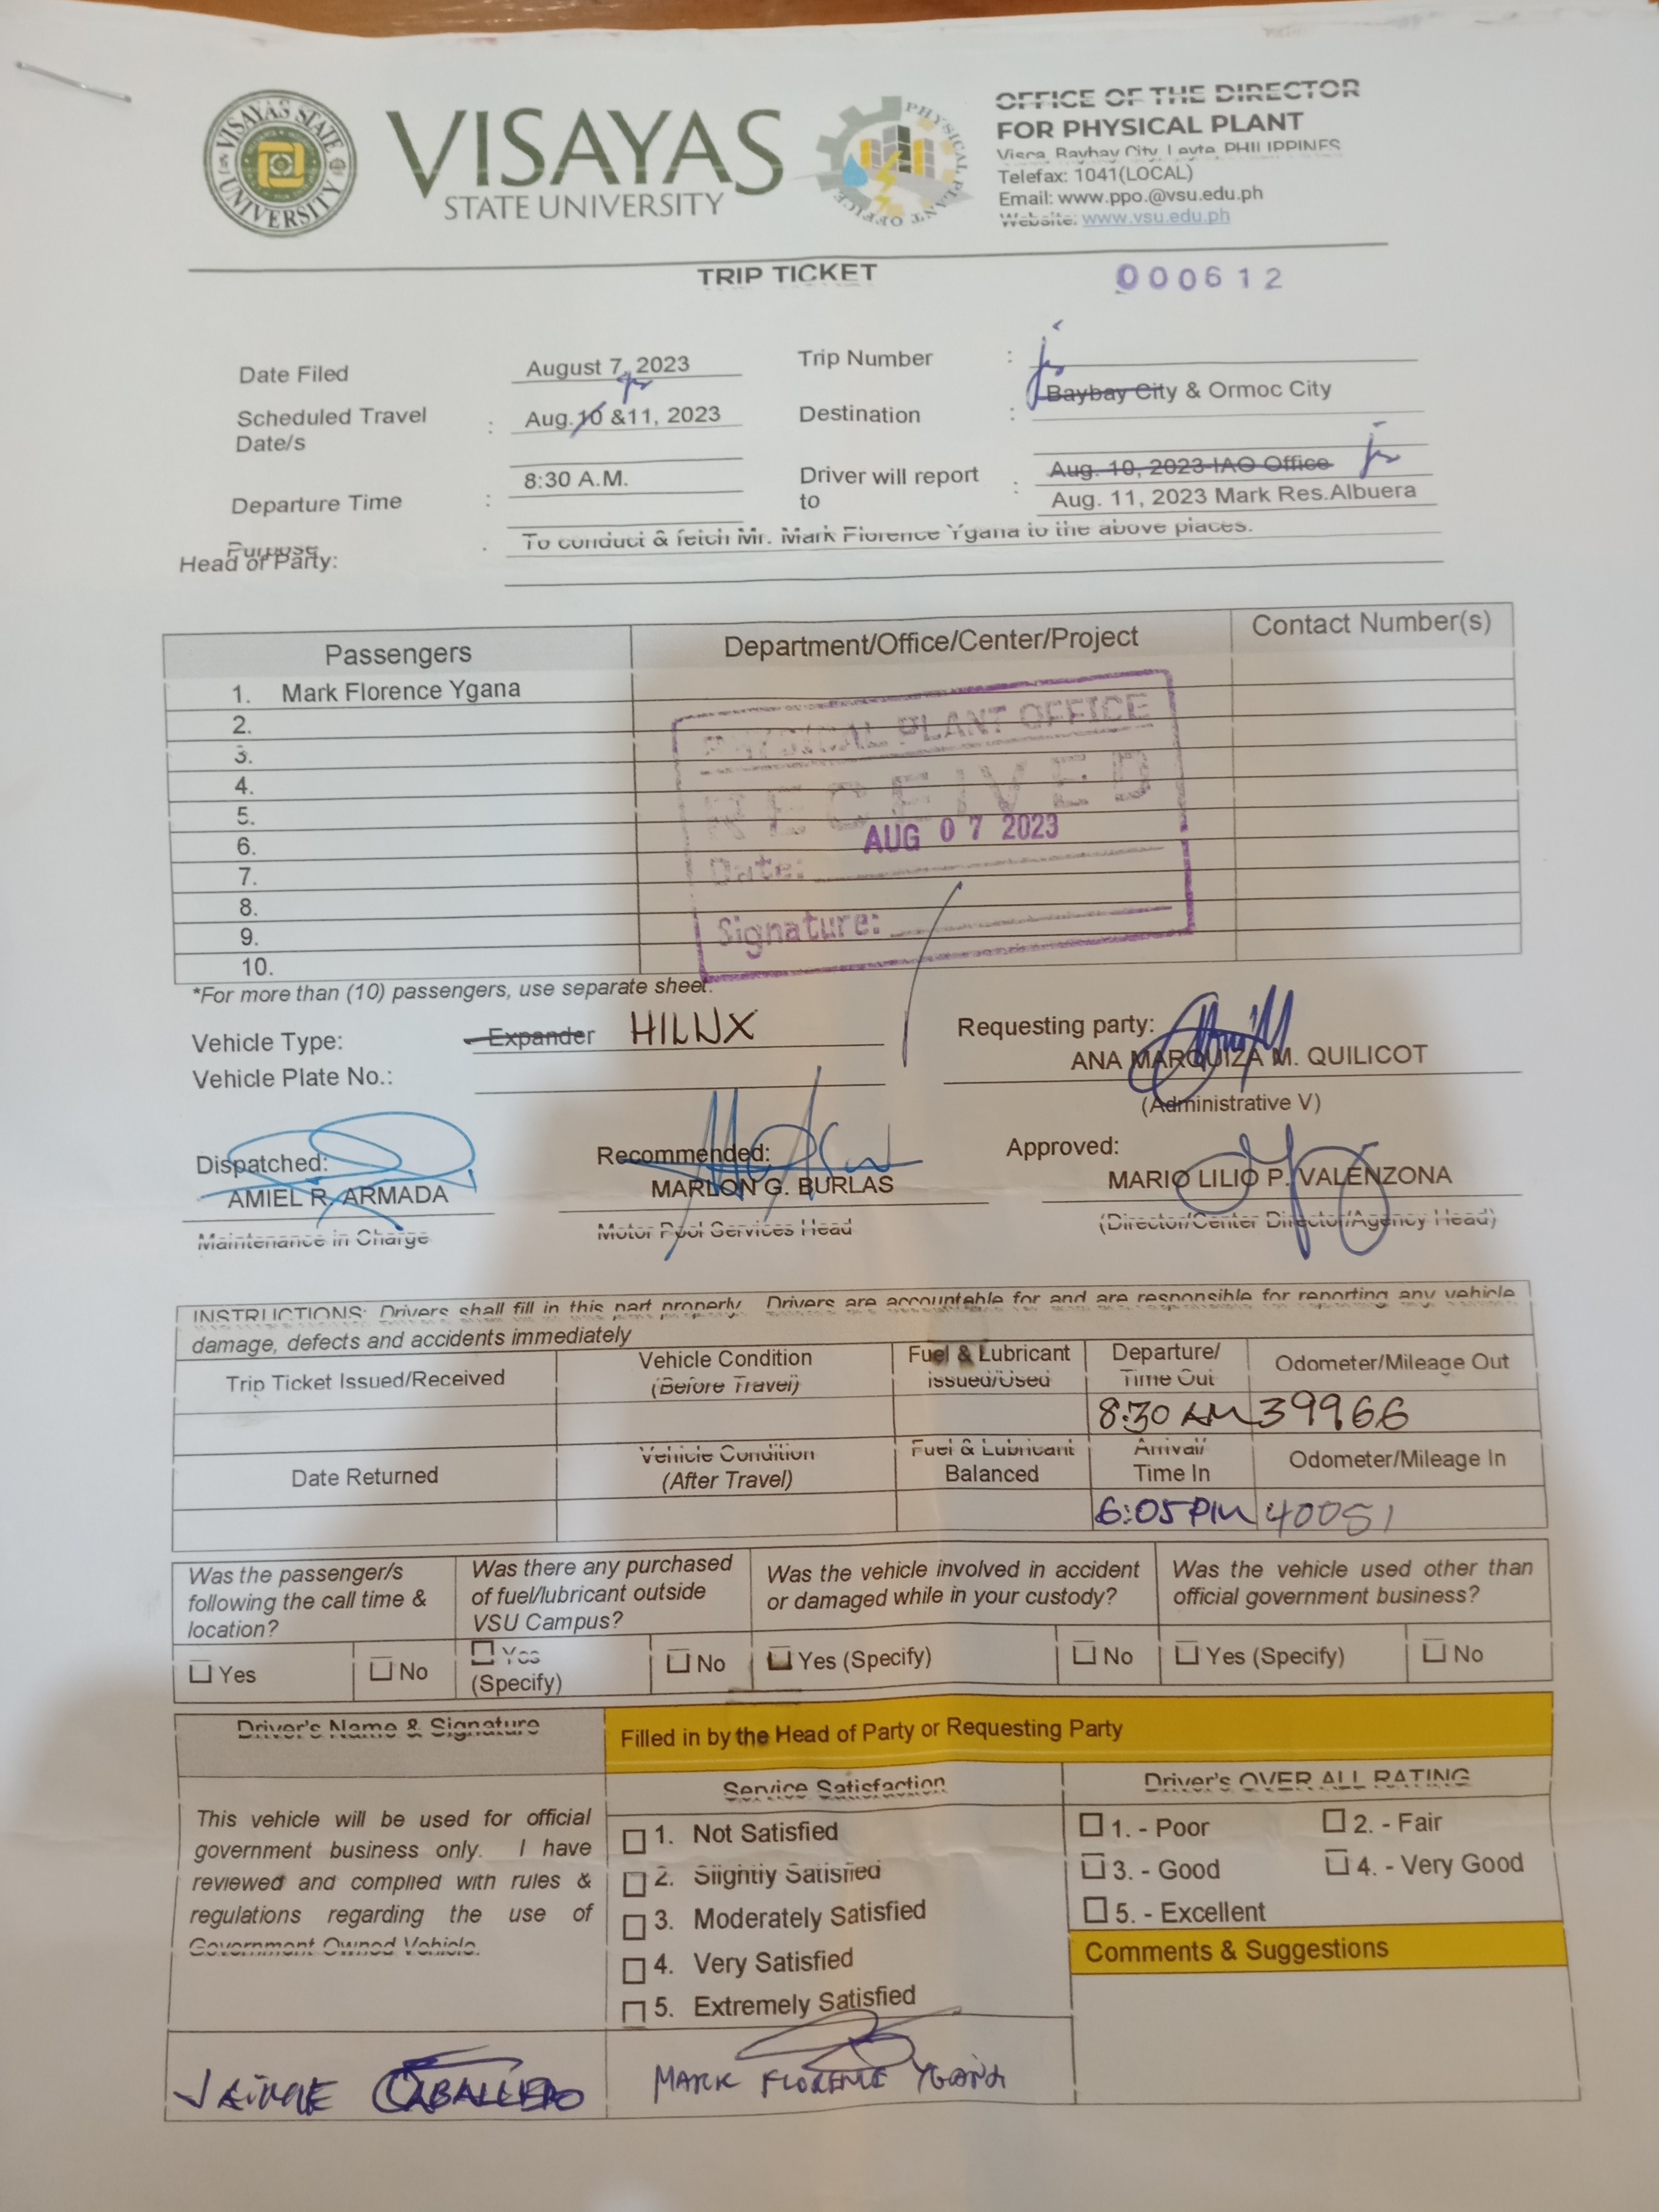 VISAYAS STATE UNIVERSITY
VISAYAS
STATE UNIVERSITY
PHYSICAL PLANT OFFICE
OFFICE OF THE DIRECTOR
FOR PHYSICAL PLANT
Visca, Baybay City, Leyte, PHILIPPINES
Telefax: 1041(LOCAL)
Email: www.ppo.@vsu.edu.ph
Website: www.vsu.edu.ph
TRIP TICKET
000612
Date Filed August 7, 2023 Trip Number :
Scheduled Travel Date/s : Aug.10 &11, 2023 Destination : Baybay City & Ormoc City
Departure Time : 8:30 A.M. Driver will report to : Aug. 10, 2023-IAO Office
Aug. 11, 2023 Mark Res.Albuera
Purpose : To conduct & fetch Mr. Mark Florence Ygana to the above places.
Head of Party:
Passengers Department/Office/Center/Project Contact Number(s)
1. Mark Florence Ygana
2.
3.
4.
5.
6.
7.
8.
9.
10.
PHYSICAL PLANT OFFICE
RECEIVED
AUG 07 2023
Date:
Signature:
*For more than (10) passengers, use separate sheet.
Vehicle Type: Expander HILUX
Vehicle Plate No.:
Requesting party:
ANA MARQUIZA M. QUILICOT
(Administrative V)
Dispatched: Recommended: Approved:
AMIEL R. ARMADA MARLON G. BURLAS MARIO LILIO P. VALENZONA
Maintenance in Charge Motor Pool Services Head (Director/Center Director/Agency Head)
INSTRUCTIONS: Drivers shall fill in this part properly. Drivers are accountable for and are responsible for reporting any vehicle
damage, defects and accidents immediately
Trip Ticket Issued/Received Vehicle Condition (Before Travel) Fuel & Lubricant Issued/Used Departure/ Time Out Odometer/Mileage Out
8:30 AM 39966
Date Returned Vehicle Condition (After Travel) Fuel & Lubricant Balanced Arrival/ Time In Odometer/Mileage In
6:05 PM 40051
Was the passenger/s following the call time & location?
Was there any purchased of fuel/lubricant outside VSU Campus?
Was the vehicle involved in accident or damaged while in your custody?
Was the vehicle used other than official government business?
Yes No Yes (Specify) No Yes (Specify) No Yes (Specify) No
Driver's Name & Signature
Filled in by the Head of Party or Requesting Party
This vehicle will be used for official
government business only. I have
reviewed and complied with rules &
regulations regarding the use of
Government Owned Vehicle.
Service Satisfaction
1. Not Satisfied
2. Slightly Satisfied
3. Moderately Satisfied
4. Very Satisfied
5. Extremely Satisfied
Driver's OVER ALL RATING
1. - Poor 2. - Fair
3. - Good 4. - Very Good
5. - Excellent
Comments & Suggestions
JAIME CABALLERO
MARK FLORENCE YGANA